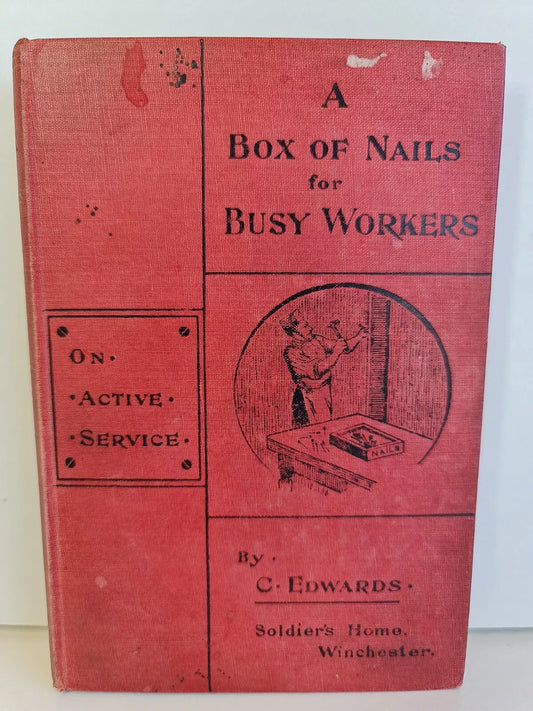 A
BOX OF NAILS
for
BUSY WORKERS
ON·
·ACTIVE·
·SERVICE·
NAILS
By·
C·EDWARDS·
Soldier's Home,
Winchester.